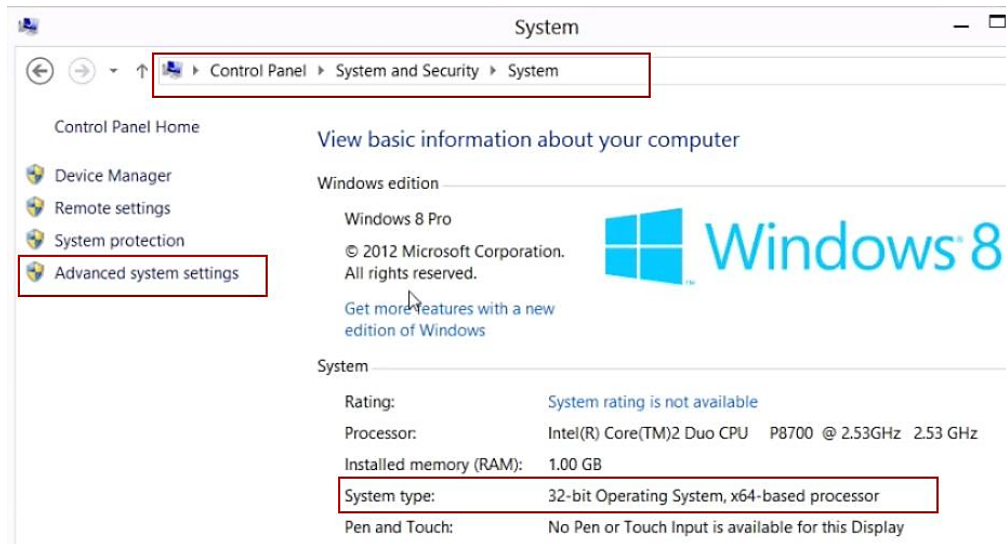 System
Control Panel System and Security System
Control Panel Home
Device Manager
Remote settings
System protection
Advanced system settings
View basic information about your computer
Windows edition
Windows 8 Pro
© 2012 Microsoft Corporation.
All rights reserved.
Get more features with a new
edition of Windows
Windows® 8
™
System
Rating: System rating is not available
Processor: Intel(R) Core(TM)2 Duo CPU P8700 @ 2.53GHz 2.53 GHz
Installed memory (RAM): 1.00 GB
System type: 32-bit Operating System, x64-based processor
Pen and Touch: No Pen or Touch Input is available for this Display